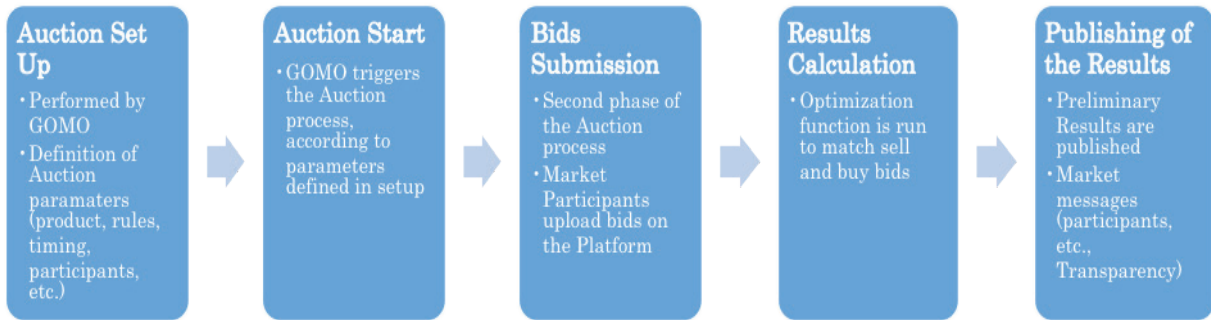 Auction Set
Up
• Performed by
GOMO
• Definition of
Auction
paramaters
(product, rules,
timing,
participants,
etc.)
Auction Start
• GOMO triggers
the Auction
process,
according to
parameters
defined in setup
Bids
Submission
• Second phase of
the Auction
process
• Market
Participants
upload bids on
the Platform
Results
Calculation
• Optimization
function is run
to match sell
and buy bids
Publishing of
the Results
• Preliminary
Results are
published
• Market
messages
(participants,
etc.,
Transparency)